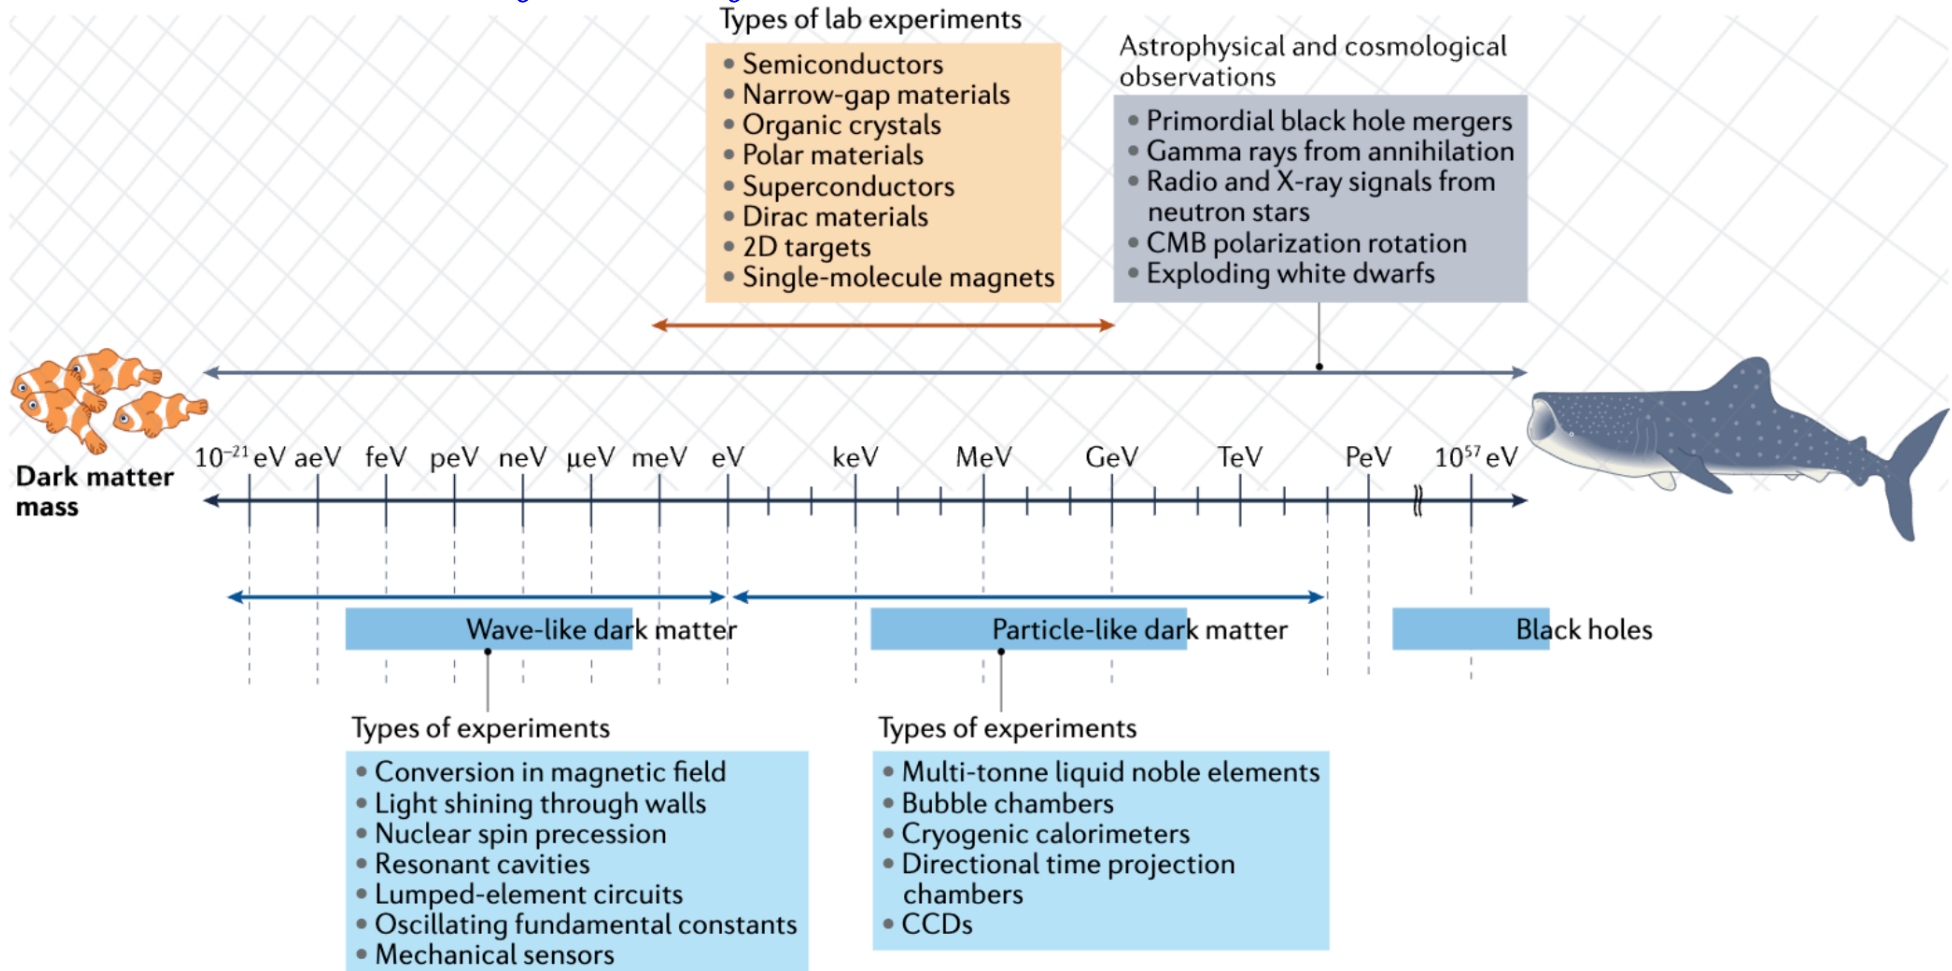 Types of lab experiments
• Semiconductors
• Narrow-gap materials
• Organic crystals
• Polar materials
• Superconductors
• Dirac materials
• 2D targets
• Single-molecule magnets
Astrophysical and cosmological
observations
• Primordial black hole mergers
• Gamma rays from annihilation
• Radio and X-ray signals from
neutron stars
• CMB polarization rotation
• Exploding white dwarfs
Dark matter
mass
10⁻²¹ eV aeV feV peV neV μeV meV eV keV MeV GeV TeV PeV 10⁵⁷ eV
Wave-like dark matter
Particle-like dark matter
Black holes
Types of experiments
• Conversion in magnetic field
• Light shining through walls
• Nuclear spin precession
• Resonant cavities
• Lumped-element circuits
• Oscillating fundamental constants
• Mechanical sensors
Types of experiments
• Multi-tonne liquid noble elements
• Bubble chambers
• Cryogenic calorimeters
• Directional time projection
chambers
• CCDs